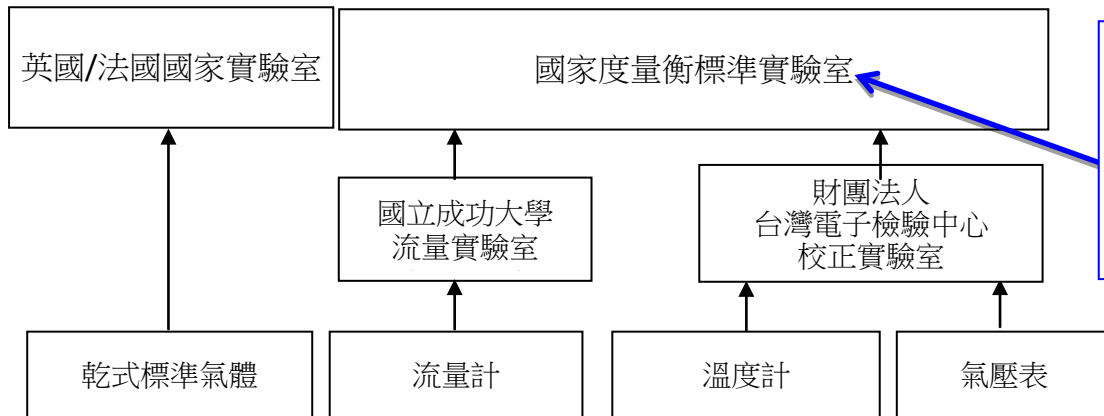 英國/法國國家實驗室
國家度量衡標準實驗室
國立成功大學
流量實驗室
財團法人
台灣電子檢驗中心
校正實驗室
乾式標準氣體
流量計
溫度計
氣壓表